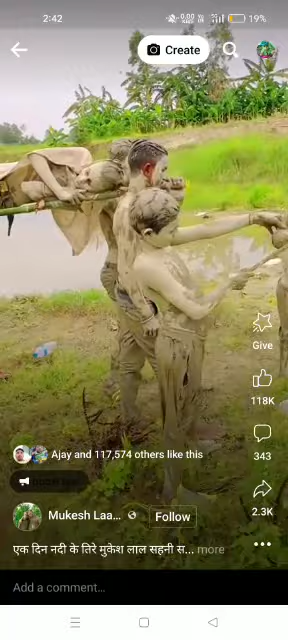 2:42
19%
Create
Give
118K
343
2.3K
Ajay and 117,574 others like this
Mukesh Laa...
Follow
एक दिन नदी के तिरे मुकेश लाल सहनी स... more
Add a comment...